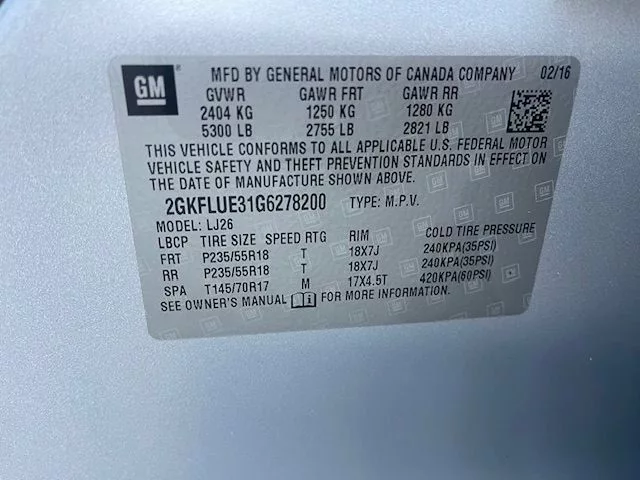 GM
MFD BY GENERAL MOTORS OF CANADA COMPANY 02/16
GVWR GAWR FRT GAWR RR
2404 KG 1250 KG 1280 KG
5300 LB 2755 LB 2821 LB
THIS VEHICLE CONFORMS TO ALL APPLICABLE U.S. FEDERAL MOTOR
VEHICLE SAFETY AND THEFT PREVENTION STANDARDS IN EFFECT ON
THE DATE OF MANUFACTURE SHOWN ABOVE.
2GKFLUE31G6278200 TYPE: M.P.V.
MODEL: LJ26
LBCP TIRE SIZE SPEED RTG RIM COLD TIRE PRESSURE
FRT P235/55R18 T 18X7J 240KPA(35PSI)
RR P235/55R18 T 18X7J 240KPA(35PSI)
SPA T145/70R17 M 17X4.5T 420KPA(60PSI)
SEE OWNER'S MANUAL FOR MORE INFORMATION.